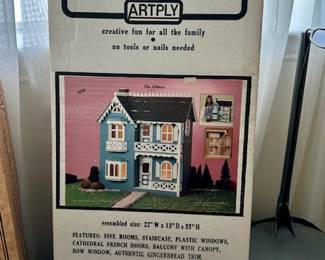 ARTPLY
creative fun for all the family
no tools or nails needed
assembled size: 22" W x 13" D x 25" H
FEATURES: FIVE ROOMS, STAIRCASE, PLASTIC WINDOWS,
CATHEDRAL FRENCH DOORS, BALCONY WITH CANOPY,
BOW WINDOW, AUTHENTIC GINGERBREAD TRIM.